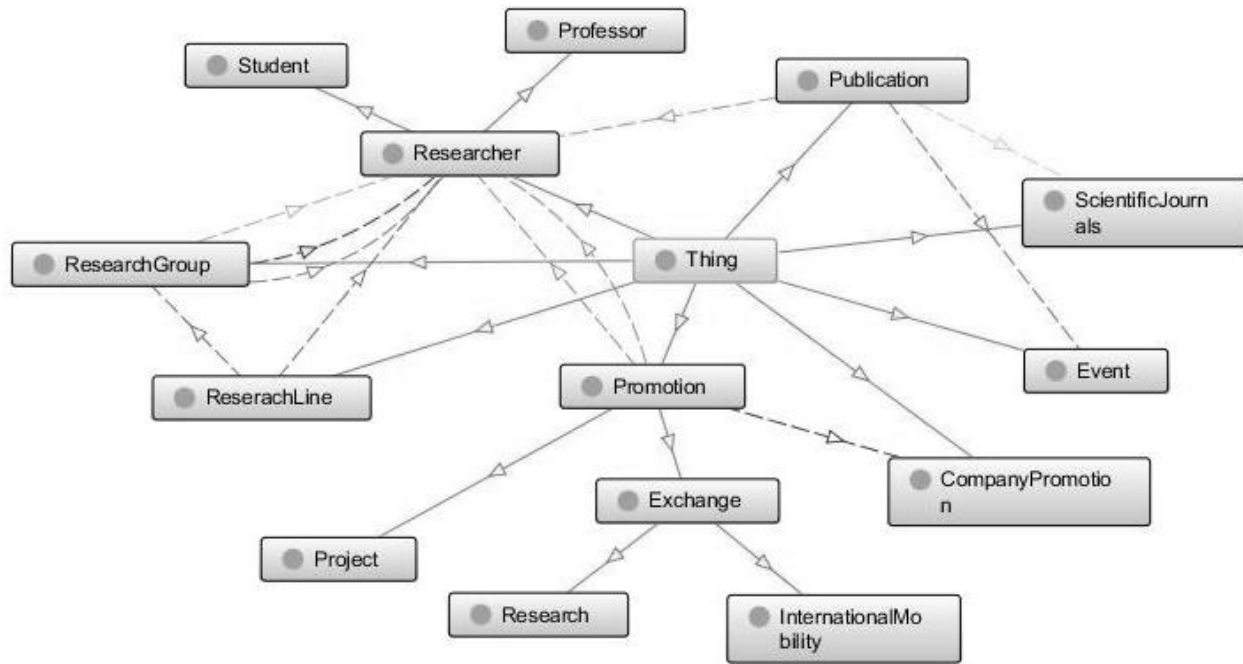 Professor
Student
Publication
Researcher
ScientificJourn
als
ResearchGroup
Thing
Event
Promotion
ReserachLine
CompanyPromotio
n
Exchange
Project
Research
InternationalMo
bility